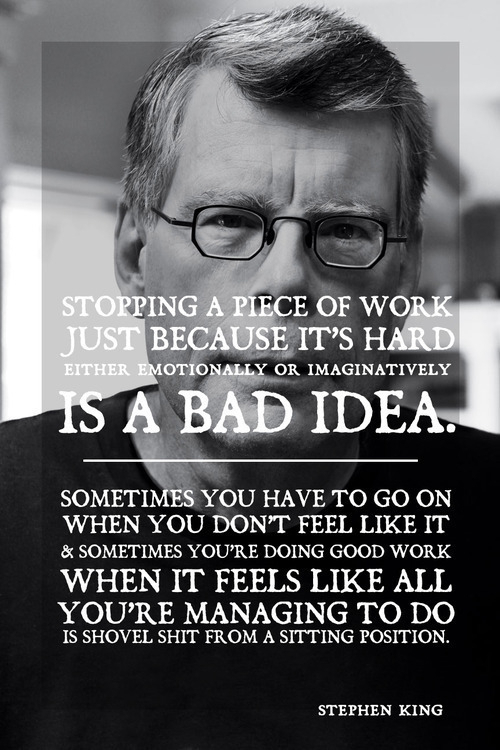 STOPPING A PIECE OF WORK
JUST BECAUSE IT'S HARD
EITHER EMOTIONALLY OR IMAGINATIVELY
IS A BAD IDEA.
SOMETIMES YOU HAVE TO GO ON
WHEN YOU DON'T FEEL LIKE IT
& SOMETIMES YOU'RE DOING GOOD WORK
WHEN IT FEELS LIKE ALL
YOU'RE MANAGING TO DO
IS SHOVEL SHIT FROM A SITTING POSITION.
STEPHEN KING